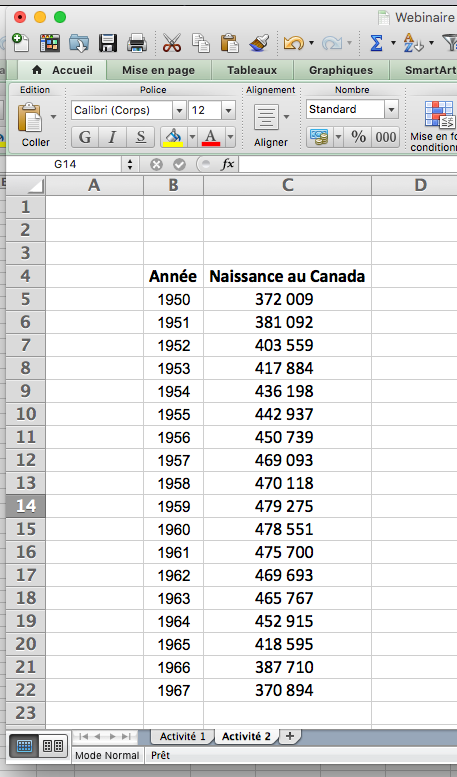 Webinaire
Accueil Mise en page Tableaux Graphiques SmartArt
Edition Police Alignement Nombre
Calibri (Corps) 12 Standard
Coller G I S A Aligner % 000 Mise en fo
conditionn
G14 fx
A B C D
1
2
3
4 Année Naissance au Canada
5 1950 372 009
6 1951 381 092
7 1952 403 559
8 1953 417 884
9 1954 436 198
10 1955 442 937
11 1956 450 739
12 1957 469 093
13 1958 470 118
14 1959 479 275
15 1960 478 551
16 1961 475 700
17 1962 469 693
18 1963 465 767
19 1964 452 915
20 1965 418 595
21 1966 387 710
22 1967 370 894
23
Activité 1 Activité 2 +
Mode Normal Prêt